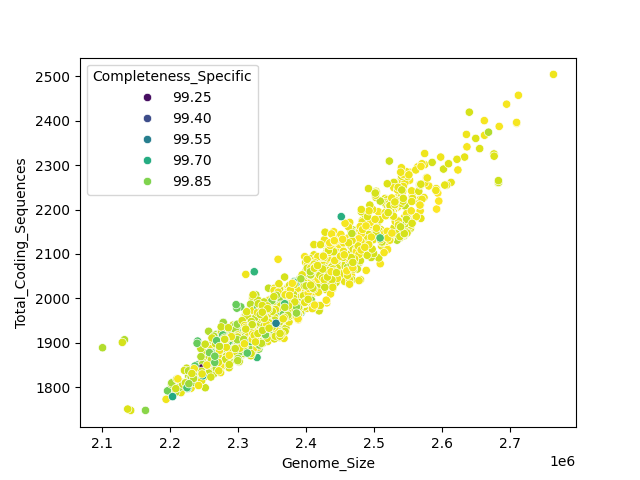 Completeness_Specific
99.25
99.40
99.55
99.70
99.85
2500
2400
2300
2200
2100
2000
1900
1800
Total_Coding_Sequences
2.1 2.2 2.3 2.4 2.5 2.6 2.7
1e6
Genome_Size